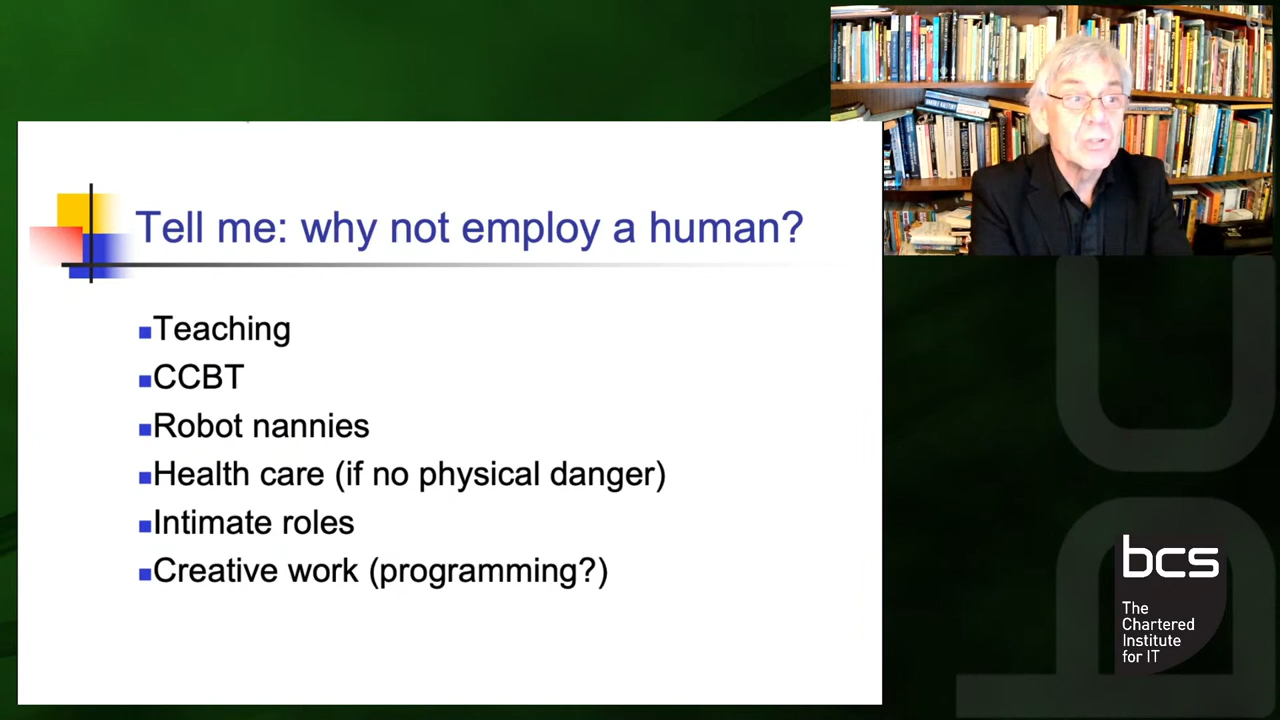 Tell me: why not employ a human?
Teaching
CCBT
Robot nannies
Health care (if no physical danger)
Intimate roles
Creative work (programming?)
bcs
The
Chartered
Institute
for IT